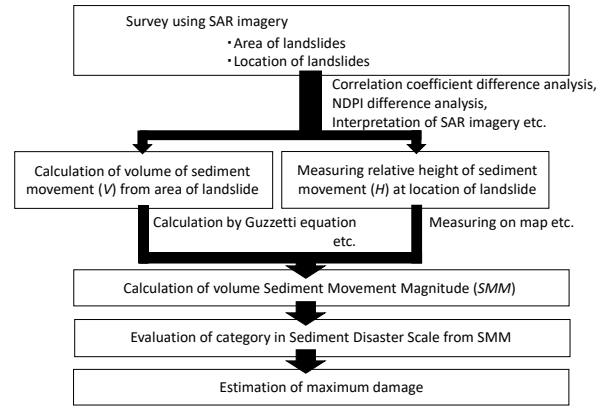 Survey using SAR imagery
・Area of landslides
・Location of landslides
Correlation coefficient difference analysis,
NDPI difference analysis,
Interpretation of SAR imagery etc.
Calculation of volume of sediment
movement (V) from area of landslide
Measuring relative height of sediment
movement (H) at location of landslide
Calculation by Guzzetti equation
etc.
Measuring on map etc.
Calculation of volume Sediment Movement Magnitude (SMM)
Evaluation of category in Sediment Disaster Scale from SMM
Estimation of maximum damage